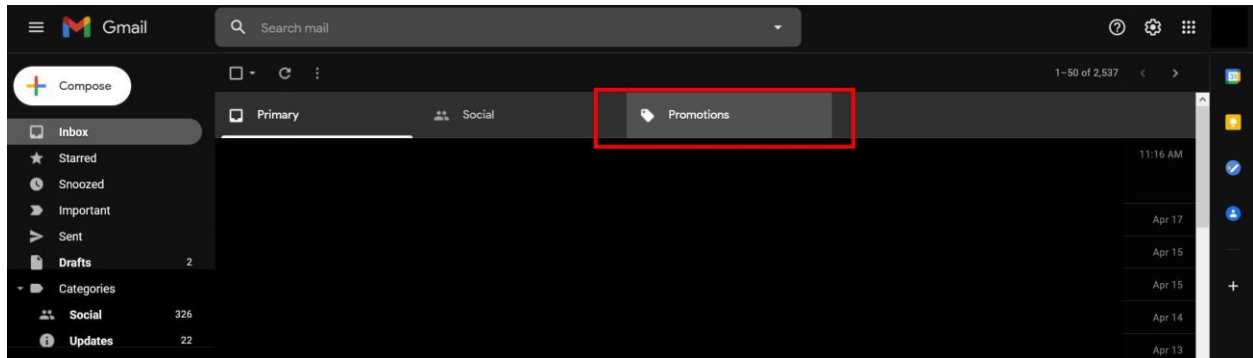 Gmail
Search mail
Compose
1–50 of 2,537
Primary
Social
Promotions
Inbox
Starred
11:16 AM
Snoozed
Important
Apr 17
Sent
Drafts 2
Apr 15
Categories
Apr 15
Social 326
Apr 14
Updates 22
Apr 13
31